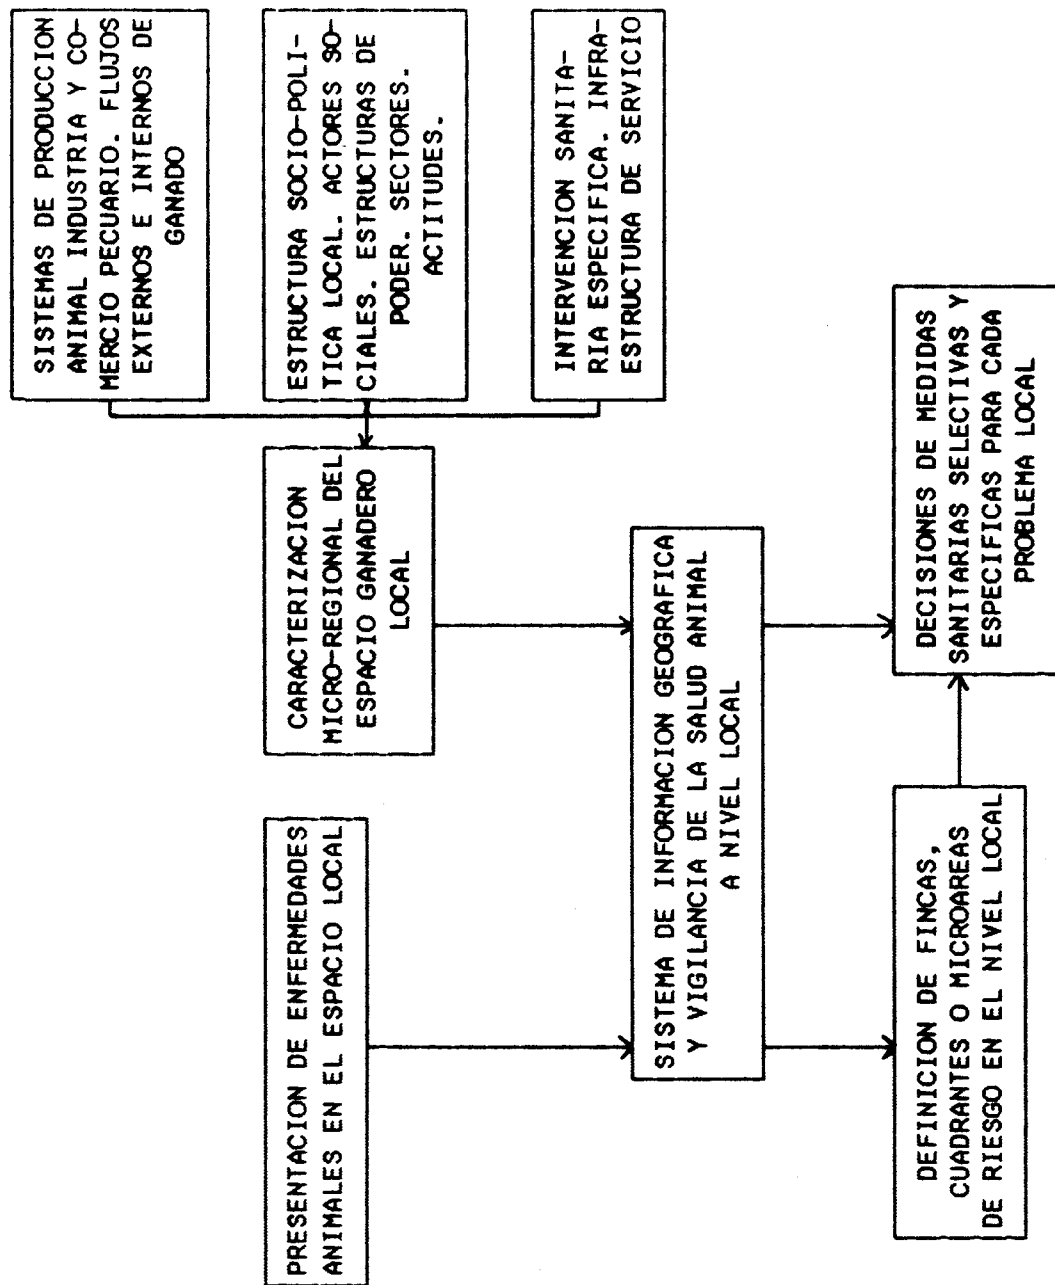 SISTEMAS DE PRODUCCION
ANIMAL INDUSTRIA Y CO-
MERCIO PECUARIO. FLUJOS
EXTERNOS E INTERNOS DE
GANADO
ESTRUCTURA SOCIO-POLI-
TICA LOCAL. ACTORES SO-
CIALES. ESTRUCTURAS DE
PODER. SECTORES.
ACTITUDES.
INTERVENCION SANITA-
RIA ESPECIFICA. INFRA-
ESTRUCTURA DE SERVICIO
PRESENTACION DE ENFERMEDADES
ANIMALES EN EL ESPACIO LOCAL
CARACTERIZACION
MICRO-REGIONAL DEL
ESPACIO GANADERO
LOCAL
SISTEMA DE INFORMACION GEOGRAFICA
Y VIGILANCIA DE LA SALUD ANIMAL
A NIVEL LOCAL
DEFINICION DE FINCAS,
CUADRANTES O MICROAREAS
DE RIESGO EN EL NIVEL LOCAL
DECISIONES DE MEDIDAS
SANITARIAS SELECTIVAS Y
ESPECIFICAS PARA CADA
PROBLEMA LOCAL